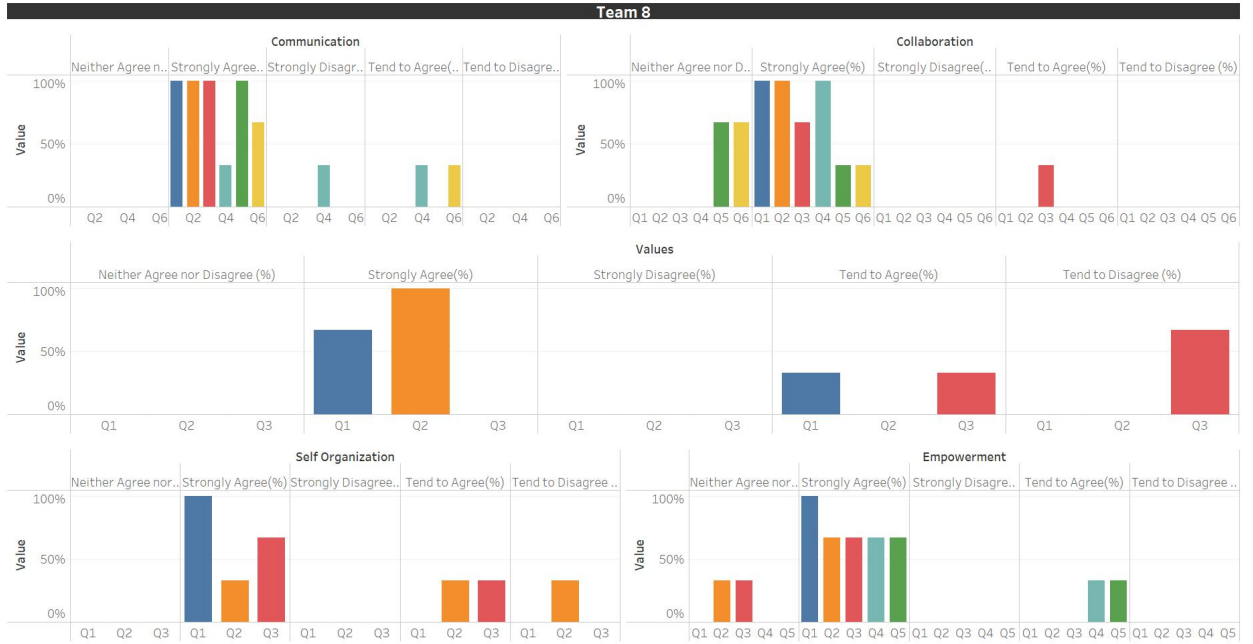 Team 8
Communication
Neither Agree n.. Strongly Agree.. Strongly Disagr.. Tend to Agree(.. Tend to Disagre..
100%
50%
0%
Value
Q2 Q4 Q6 Q2 Q4 Q6 Q2 Q4 Q6 Q2 Q4 Q6 Q2 Q4 Q6
Collaboration
Neither Agree nor D.. Strongly Agree(%) Strongly Disagree(.. Tend to Agree(%) Tend to Disagree (%)
100%
50%
0%
Value
Q1 Q2 Q3 Q4 Q5 Q6 Q1 Q2 Q3 Q4 Q5 Q6 Q1 Q2 Q3 Q4 Q5 Q6 Q1 Q2 Q3 Q4 Q5 Q6 Q1 Q2 Q3 Q4 Q5 Q6
Values
Neither Agree nor Disagree (%) Strongly Agree(%) Strongly Disagree(%) Tend to Agree(%) Tend to Disagree (%)
100%
50%
0%
Value
Q1 Q2 Q3 Q1 Q2 Q3 Q1 Q2 Q3 Q1 Q2 Q3 Q1 Q2 Q3
Self Organization
Neither Agree nor.. Strongly Agree(%) Strongly Disagree.. Tend to Agree(%) Tend to Disagree ..
100%
50%
0%
Value
Q1 Q2 Q3 Q1 Q2 Q3 Q1 Q2 Q3 Q1 Q2 Q3 Q1 Q2 Q3
Empowerment
Neither Agree nor.. Strongly Agree(%) Strongly Disagre.. Tend to Agree(%) Tend to Disagree ..
100%
50%
0%
Value
Q1 Q2 Q3 Q4 Q5 Q1 Q2 Q3 Q4 Q5 Q1 Q2 Q3 Q4 Q5 Q1 Q2 Q3 Q4 Q5 Q1 Q2 Q3 Q4 Q5